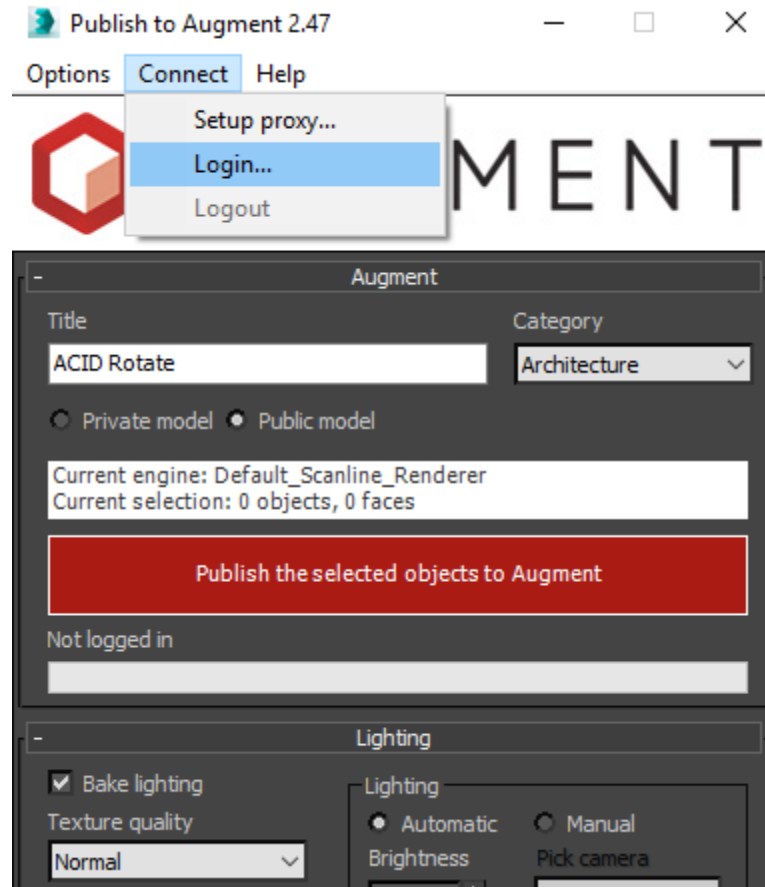 Publish to Augment 2.47
Options Connect Help
Setup proxy...
Login...
Logout
MENT
- Augment
Title Category
ACID Rotate Architecture
Private model Public model
Current engine: Default_Scanline_Renderer
Current selection: 0 objects, 0 faces
Publish the selected objects to Augment
Not logged in
- Lighting
Bake lighting Lighting
Automatic Manual
Texture quality
Brightness Pick camera
Normal